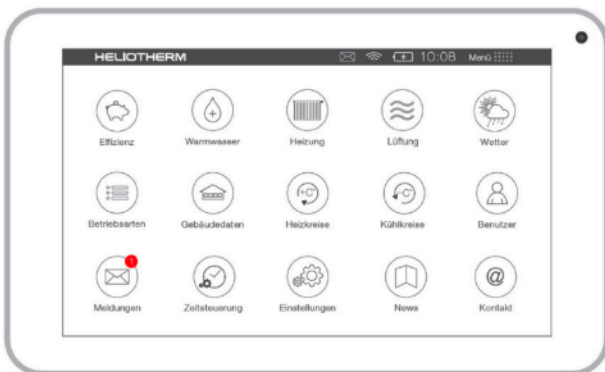 HELIOTHERM 10:08 Menü
Effizienz Warmwasser Heizung Lüftung Wetter
Betriebsarten Gebäudedaten Heizkreise Kühlkreise Benutzer
1
Meldungen Zeitsteuerung Einstellungen News Kontakt